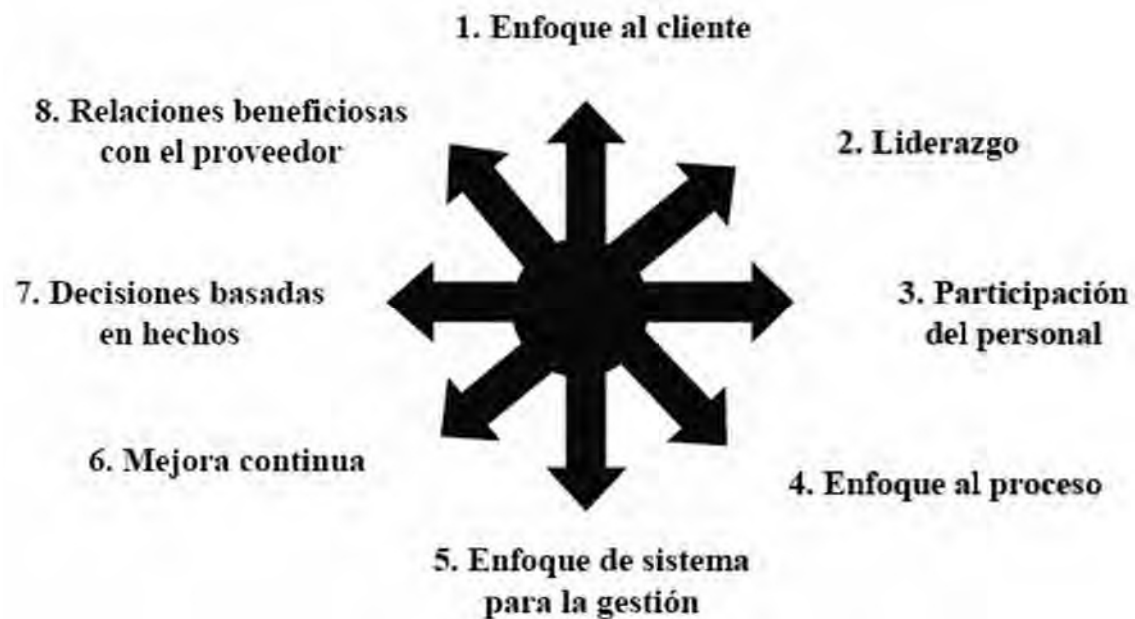 1. Enfoque al cliente
2. Liderazgo
3. Participación
del personal
4. Enfoque al proceso
5. Enfoque de sistema
para la gestión
6. Mejora continua
7. Decisiones basadas
en hechos
8. Relaciones beneficiosas
con el proveedor